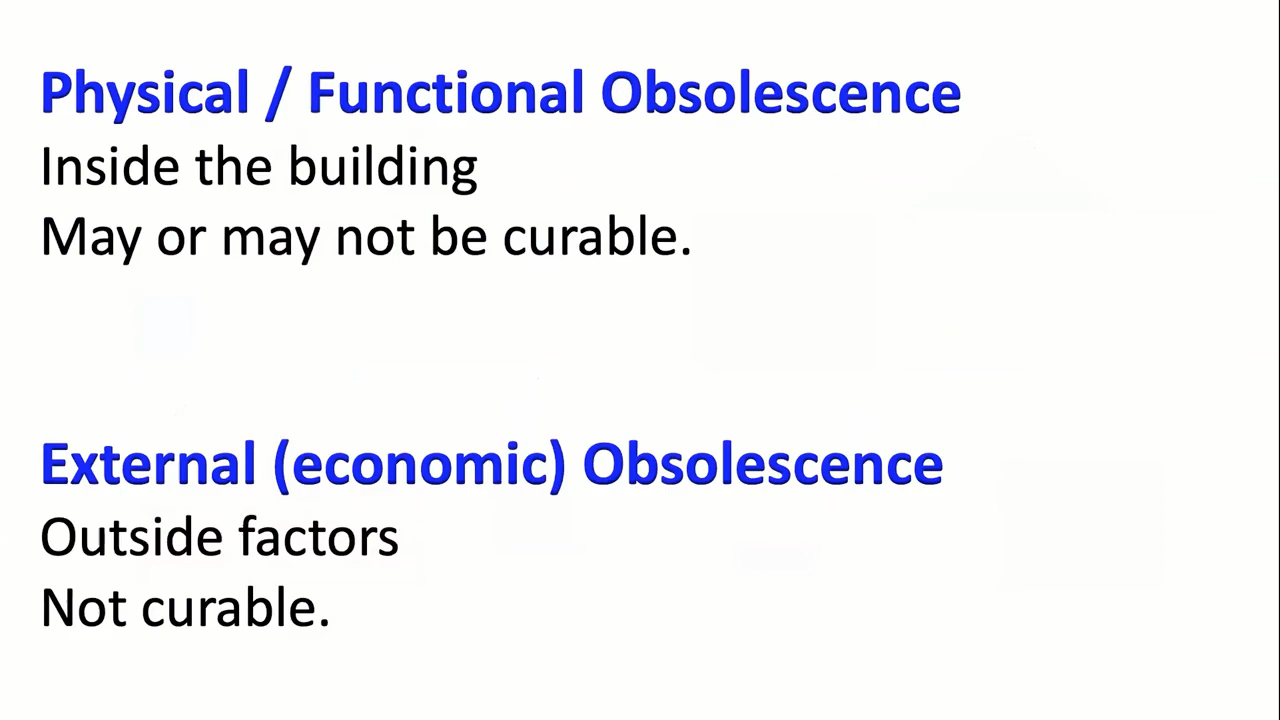 Physical / Functional Obsolescence
Inside the building
May or may not be curable.
External (economic) Obsolescence
Outside factors
Not curable.